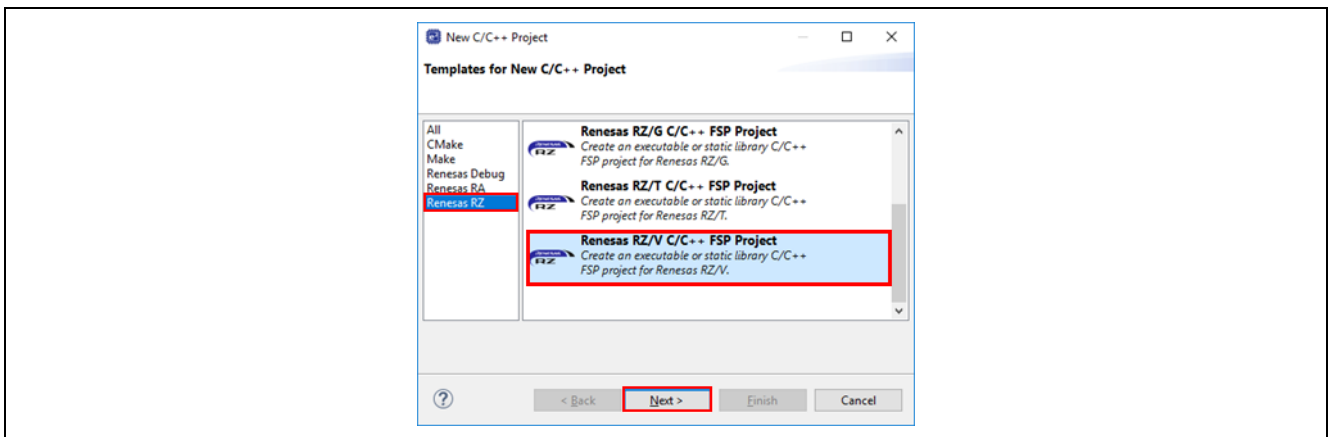 New C/C++ Project
Templates for New C/C++ Project
All
CMake
Make
Renesas Debug
Renesas RA
Renesas RZ
Renesas RZ/G C/C++ FSP Project
Create an executable or static library C/C++
FSP project for Renesas RZ/G.
Renesas RZ/T C/C++ FSP Project
Create an executable or static library C/C++
FSP project for Renesas RZ/T.
Renesas RZ/V C/C++ FSP Project
Create an executable or static library C/C++
FSP project for Renesas RZ/V.
RZ
RZ
RZ
< Back Next > Finish Cancel